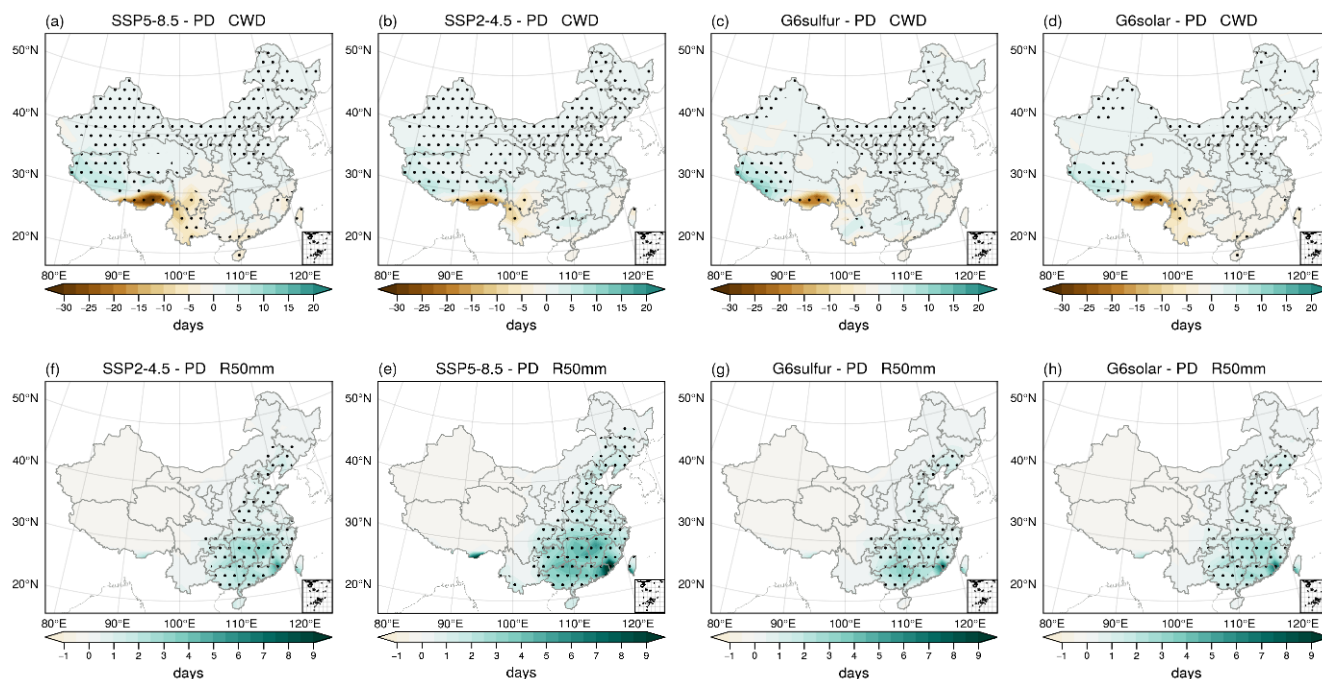 (a) SSP5-8.5 - PD CWD
(b) SSP2-4.5 - PD CWD
(c) G6sulfur - PD CWD
(d) G6solar - PD CWD
50°N 50°N 50°N 50°N
40°N 40°N 40°N 40°N
30°N 30°N 30°N 30°N
20°N 20°N 20°N 20°N
80°E 90°E 100°E 110°E 120°E 80°E 90°E 100°E 110°E 120°E 80°E 90°E 100°E 110°E 120°E 80°E 90°E 100°E 110°E 120°E
−30 −25 −20 −15 −10 −5 0 5 10 15 20 −30 −25 −20 −15 −10 −5 0 5 10 15 20 −30 −25 −20 −15 −10 −5 0 5 10 15 20 −30 −25 −20 −15 −10 −5 0 5 10 15 20
days days days days
(f) SSP2-4.5 - PD R50mm
(e) SSP5-8.5 - PD R50mm
(g) G6sulfur - PD R50mm
(h) G6solar - PD R50mm
50°N 50°N 50°N 50°N
40°N 40°N 40°N 40°N
30°N 30°N 30°N 30°N
20°N 20°N 20°N 20°N
80°E 90°E 100°E 110°E 120°E 80°E 90°E 100°E 110°E 120°E 80°E 90°E 100°E 110°E 120°E 80°E 90°E 100°E 110°E 120°E
−1 0 1 2 3 4 5 6 7 8 9 −1 0 1 2 3 4 5 6 7 8 9 −1 0 1 2 3 4 5 6 7 8 9 −1 0 1 2 3 4 5 6 7 8 9
days days days days